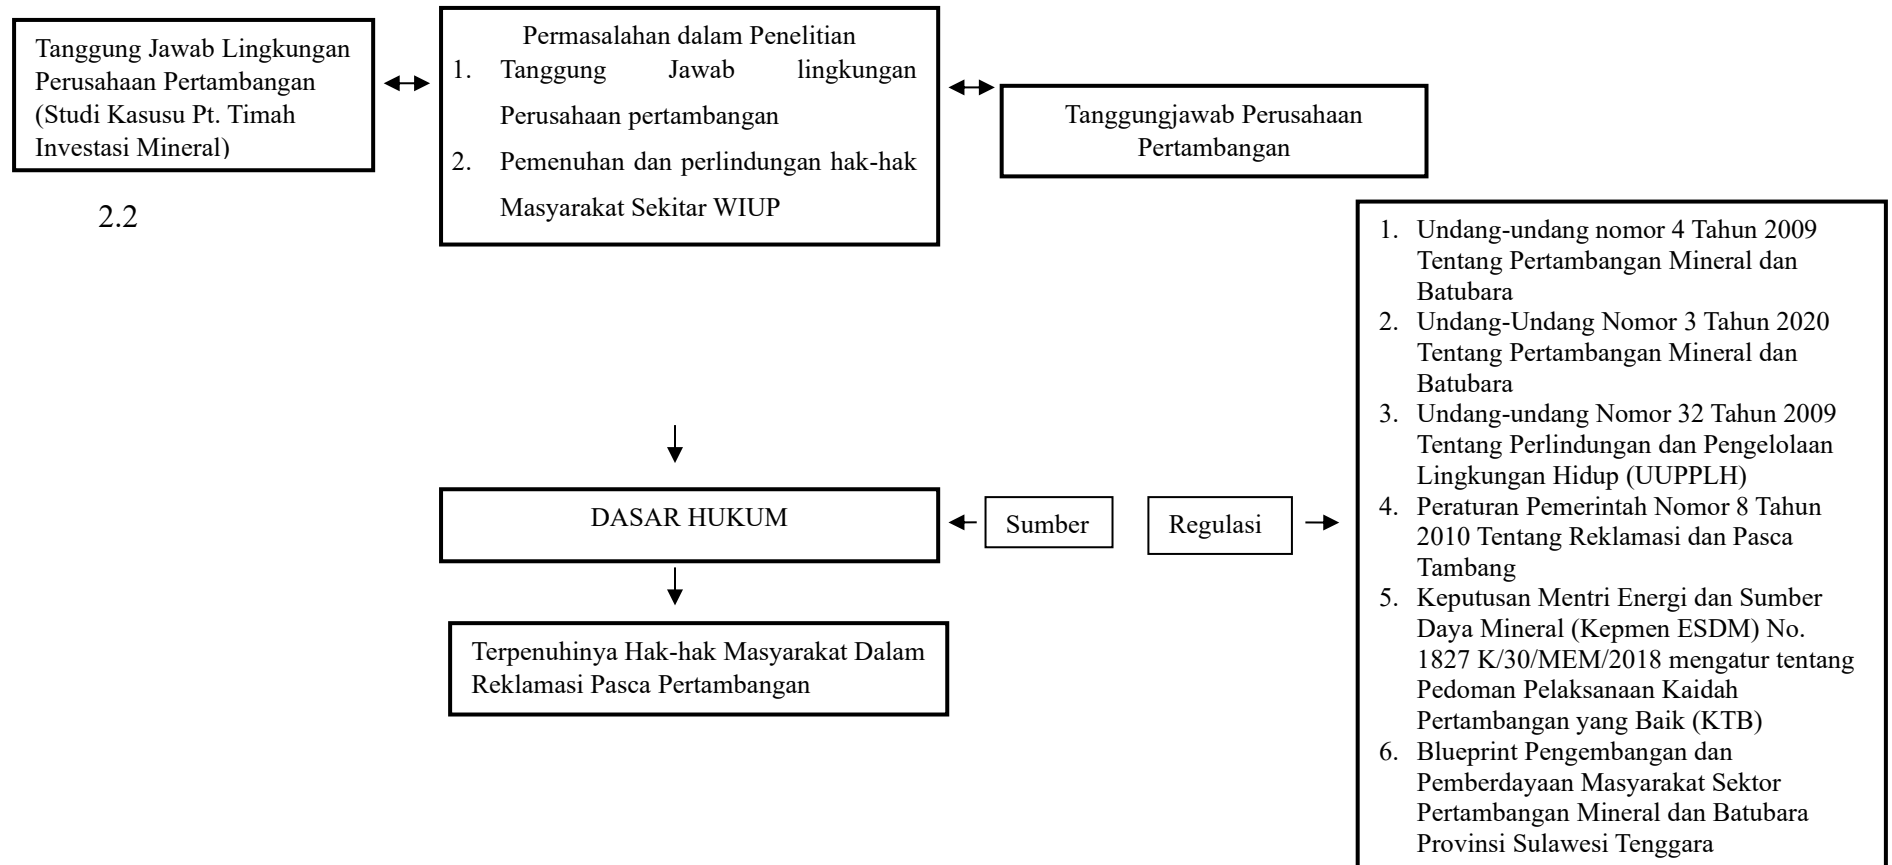 Tanggung Jawab Lingkungan
Perusahaan Pertambangan
(Studi Kasusu Pt. Timah
Investasi Mineral)
Permasalahan dalam Penelitian
1. Tanggung Jawab lingkungan
Perusahaan pertambangan
2. Pemenuhan dan perlindungan hak-hak
Masyarakat Sekitar WIUP
Tanggungjawab Perusahaan
Pertambangan
2.2
DASAR HUKUM
Sumber
Regulasi
1. Undang-undang nomor 4 Tahun 2009
Tentang Pertambangan Mineral dan
Batubara
2. Undang-Undang Nomor 3 Tahun 2020
Tentang Pertambangan Mineral dan
Batubara
3. Undang-undang Nomor 32 Tahun 2009
Tentang Perlindungan dan Pengelolaan
Lingkungan Hidup (UUPPLH)
4. Peraturan Pemerintah Nomor 8 Tahun
2010 Tentang Reklamasi dan Pasca
Tambang
5. Keputusan Mentri Energi dan Sumber
Daya Mineral (Kepmen ESDM) No.
1827 K/30/MEM/2018 mengatur tentang
Pedoman Pelaksanaan Kaidah
Pertambangan yang Baik (KTB)
6. Blueprint Pengembangan dan
Pemberdayaan Masyarakat Sektor
Pertambangan Mineral dan Batubara
Provinsi Sulawesi Tenggara
Terpenuhinya Hak-hak Masyarakat Dalam
Reklamasi Pasca Pertambangan